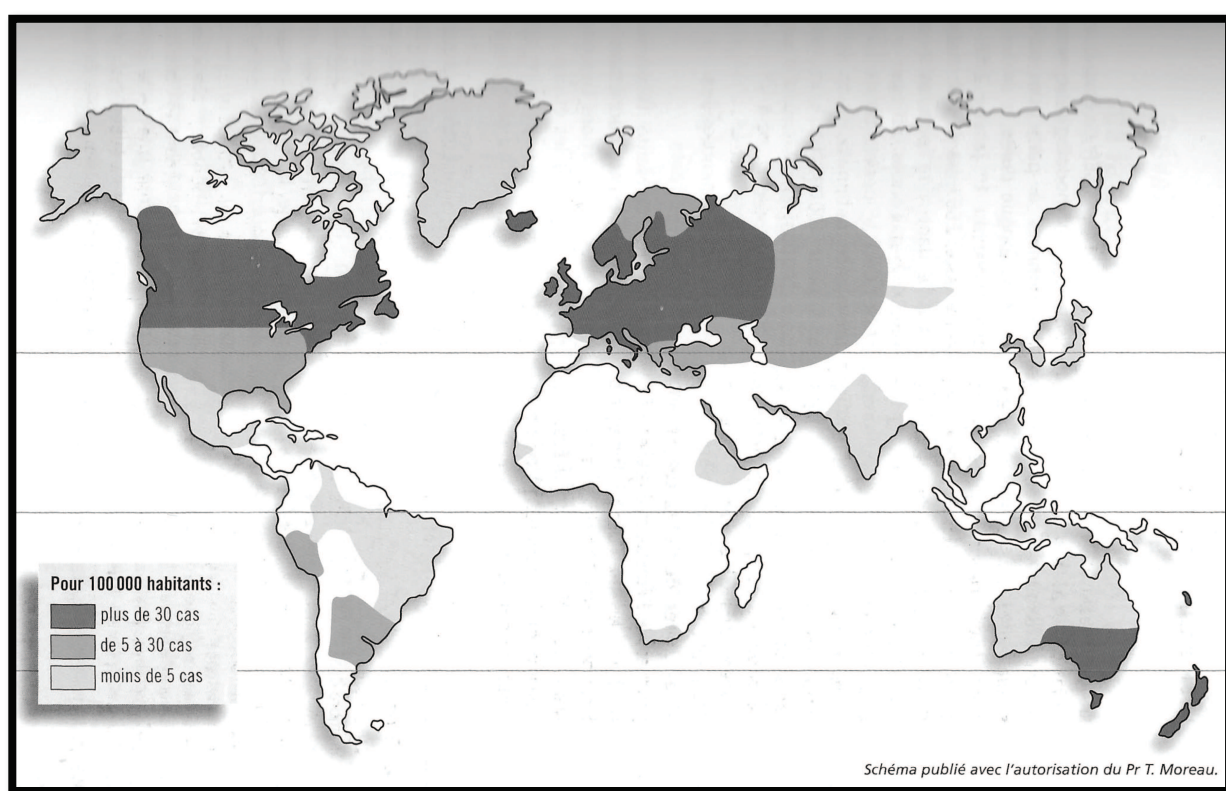 Pour 100 000 habitants :
plus de 30 cas
de 5 à 30 cas
moins de 5 cas
Schéma publié avec l'autorisation du Pr T. Moreau.